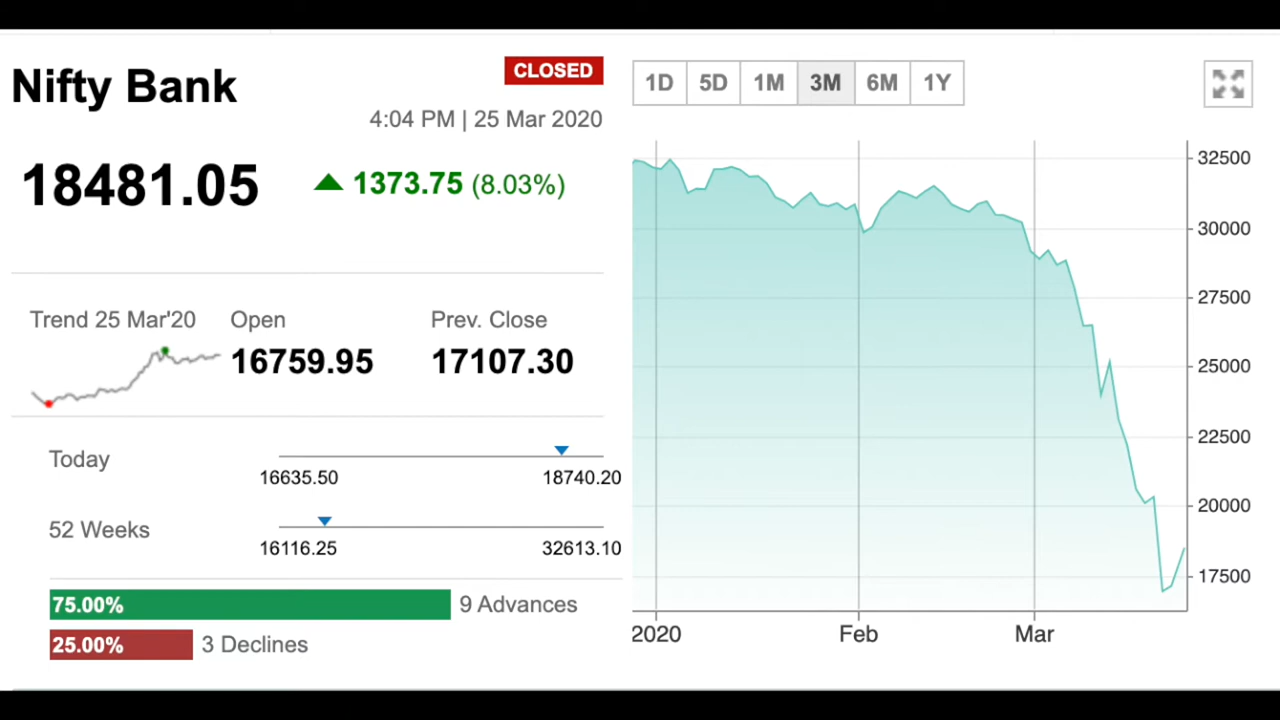 Nifty Bank
CLOSED
4:04 PM | 25 Mar 2020
18481.05
1373.75 (8.03%)
Trend 25 Mar'20
Open
16759.95
Prev. Close
17107.30
Today
16635.50
18740.20
52 Weeks
16116.25
32613.10
75.00%
9 Advances
25.00%
3 Declines
1D
5D
1M
3M
6M
1Y
32500
30000
27500
25000
22500
20000
17500
2020
Feb
Mar